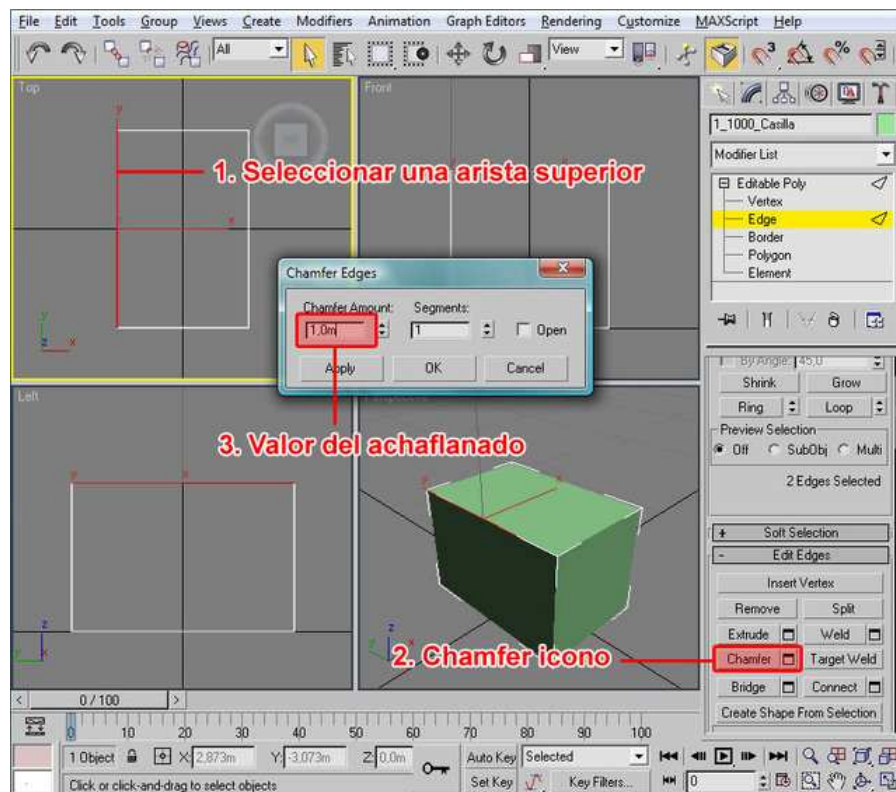 File Edit Tools Group Views Create Modifiers Animation Graph Editors Rendering Customize MAXScript Help
All
View
Top
Front
1_1000_Casilla
Modifier List
Editable Poly
Vertex
Edge
Border
Polygon
Element
1. Seleccionar una arista superior
Chamfer Edges
Chamfer Amount: Segments:
1,0m 1 Open
Apply OK Cancel
By Angle: 45,0
Shrink Grow
Ring Loop
Preview Selection
Off SubObj Multi
2 Edges Selected
Left
3. Valor del achaflanado
Soft Selection
Edit Edges
Insert Vertex
Remove Split
Extrude Weld
2. Chamfer icono
Chamfer Target Weld
Bridge Connect
Create Shape From Selection
0 / 100
0 10 20 30 40 50 60 70 80 90 100
1 Object X: 2,873m Y: -3,073m Z: 0,0m Auto Key Selected
Click or click-and-drag to select objects Set Key Key Filters... 0